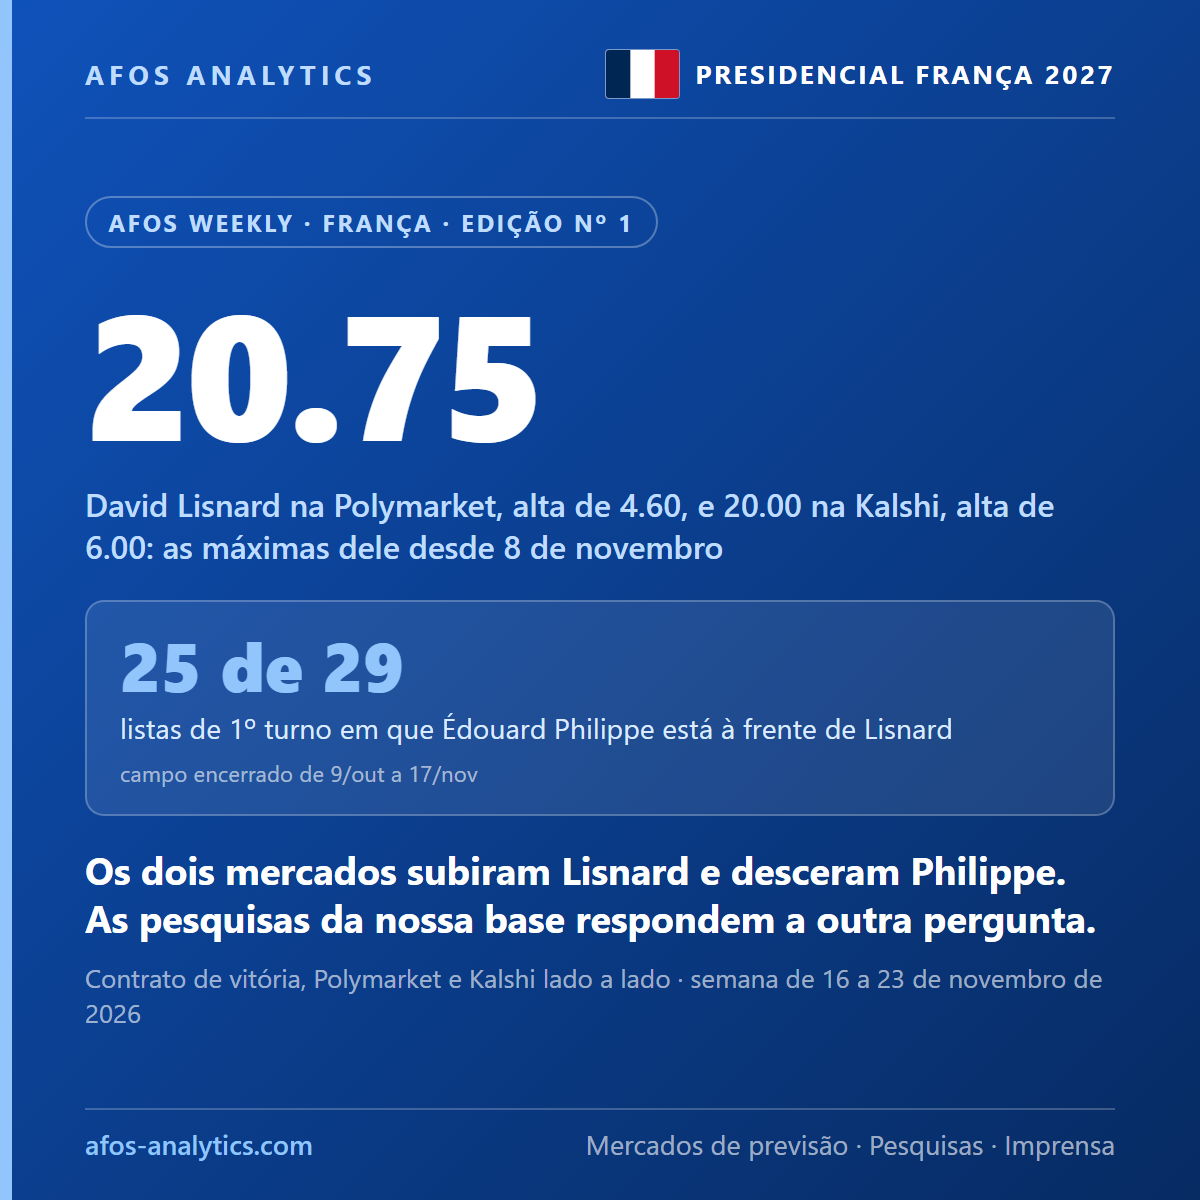 AFOS ANALYTICS
PRESIDENCIAL FRANÇA 2027
AFOS WEEKLY · FRANÇA · EDIÇÃO Nº 1
20.75
David Lisnard na Polymarket, alta de 4.60, e 20.00 na Kalshi, alta de
6.00: as máximas dele desde 8 de novembro
25 de 29
listas de 1º turno em que Édouard Philippe está à frente de Lisnard
campo encerrado de 9/out a 17/nov
Os dois mercados subiram Lisnard e desceram Philippe.
As pesquisas da nossa base respondem a outra pergunta.
Contrato de vitória, Polymarket e Kalshi lado a lado · semana de 16 a 23 de novembro de
2026
afos-analytics.com
Mercados de previsão · Pesquisas · Imprensa